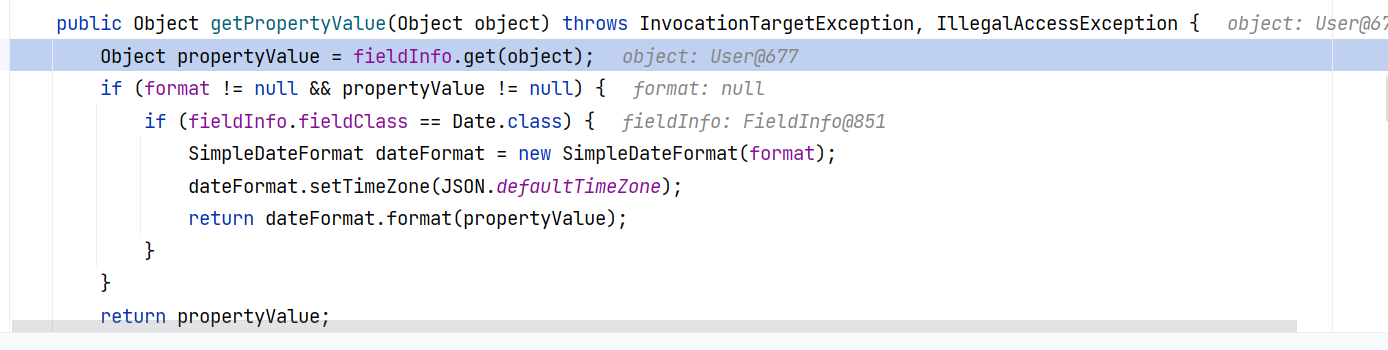 public Object getPropertyValue(Object object) throws InvocationTargetException, IllegalAccessException {   object: User@67
Object propertyValue = fieldInfo.get(object);   object: User@677
if (format != null && propertyValue != null) {   format: null
if (fieldInfo.fieldClass == Date.class) {   fieldInfo: FieldInfo@851
SimpleDateFormat dateFormat = new SimpleDateFormat(format);
dateFormat.setTimeZone(JSON.defaultTimeZone);
return dateFormat.format(propertyValue);
}
}
return propertyValue;